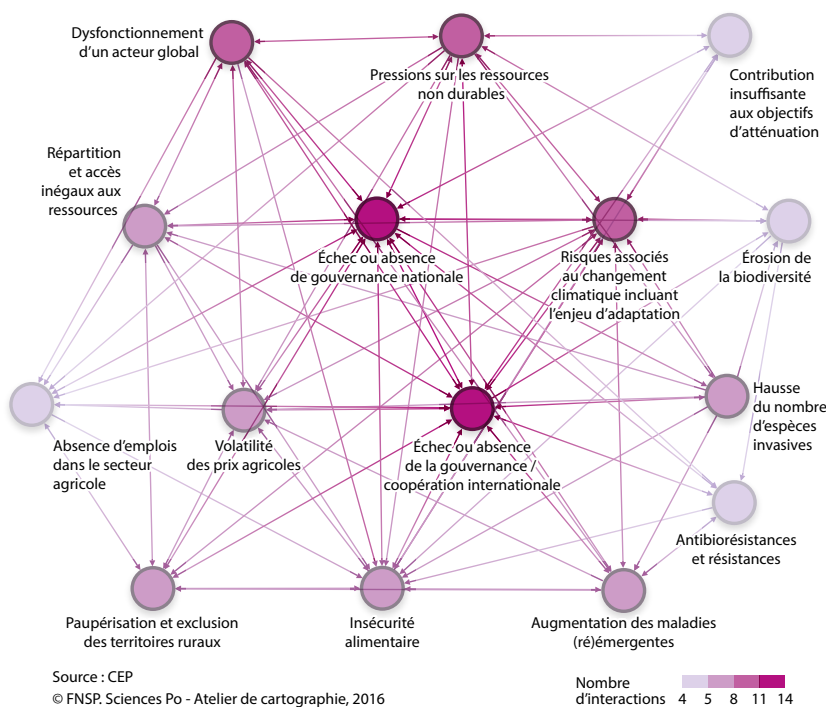 Dysfonctionnement
d'un acteur global
Pressions sur les ressources
non durables
Contribution
insuffisante
aux objectifs
d'atténuation
Répartition
et accès
inégaux aux
ressources
Échec ou absence
de gouvernance nationale
Risques associés
au changement
climatique incluant
l'enjeu d'adaptation
Érosion de
la biodiversité
Absence d'emplois
dans le secteur
agricole
Volatilité
des prix agricoles
Échec ou absence
de la gouvernance /
coopération internationale
Hausse
du nombre
d'espèces
invasives
Antibiorésistances
et résistances
Paupérisation et exclusion
des territoires ruraux
Insécurité
alimentaire
Augmentation des maladies
(ré)émergentes
Source : CEP
© FNSP. Sciences Po - Atelier de cartographie, 2016
Nombre
d'interactions 4 5 8 11 14